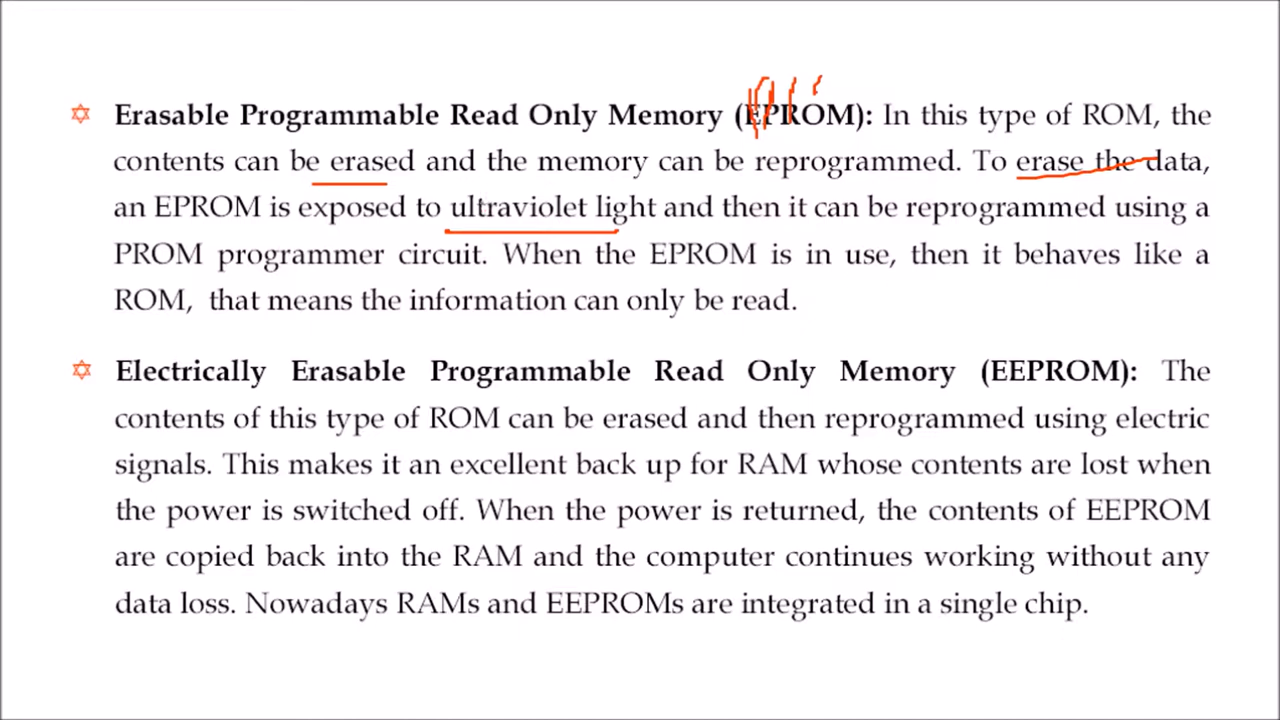 Erasable Programmable Read Only Memory (EPROM): In this type of ROM, the
contents can be erased and the memory can be reprogrammed. To erase the data,
an EPROM is exposed to ultraviolet light and then it can be reprogrammed using a
PROM programmer circuit. When the EPROM is in use, then it behaves like a
ROM, that means the information can only be read.
Electrically Erasable Programmable Read Only Memory (EEPROM): The
contents of this type of ROM can be erased and then reprogrammed using electric
signals. This makes it an excellent back up for RAM whose contents are lost when
the power is switched off. When the power is returned, the contents of EEPROM
are copied back into the RAM and the computer continues working without any
data loss. Nowadays RAMs and EEPROMs are integrated in a single chip.